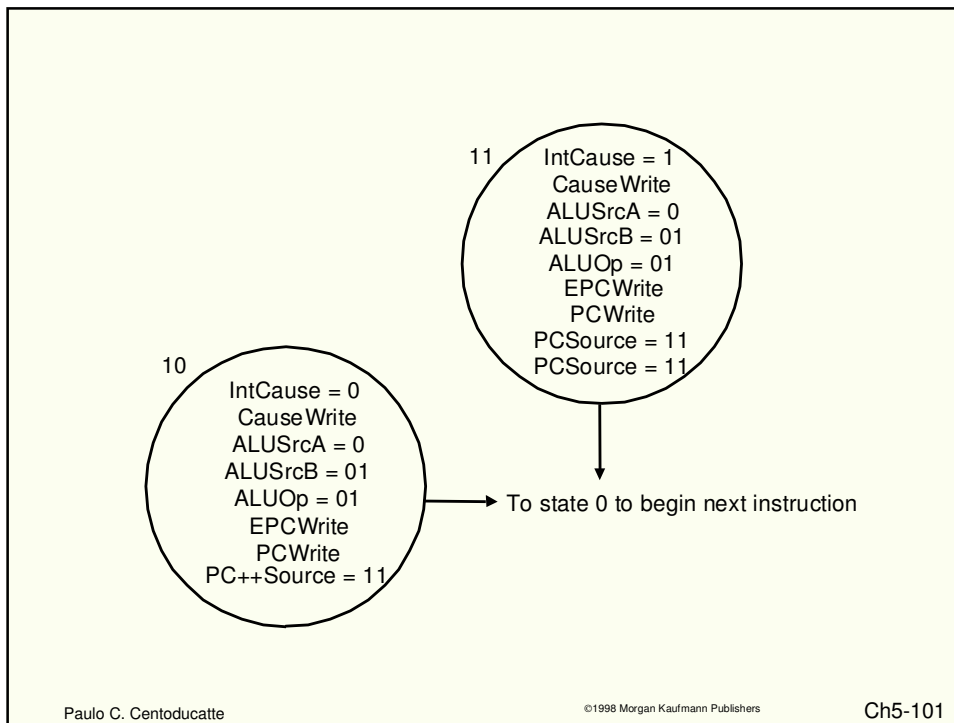 11
IntCause = 1
CauseWrite
ALUSrcA = 0
ALUSrcB = 01
ALUOp = 01
EPCWrite
PCWrite
PCSource = 11
PCSource = 11
10
IntCause = 0
CauseWrite
ALUSrcA = 0
ALUSrcB = 01
ALUOp = 01
EPCWrite
PCWrite
PC++Source = 11
To state 0 to begin next instruction
Paulo C. Centoducatte
©1998 Morgan Kaufmann Publishers
Ch5-101